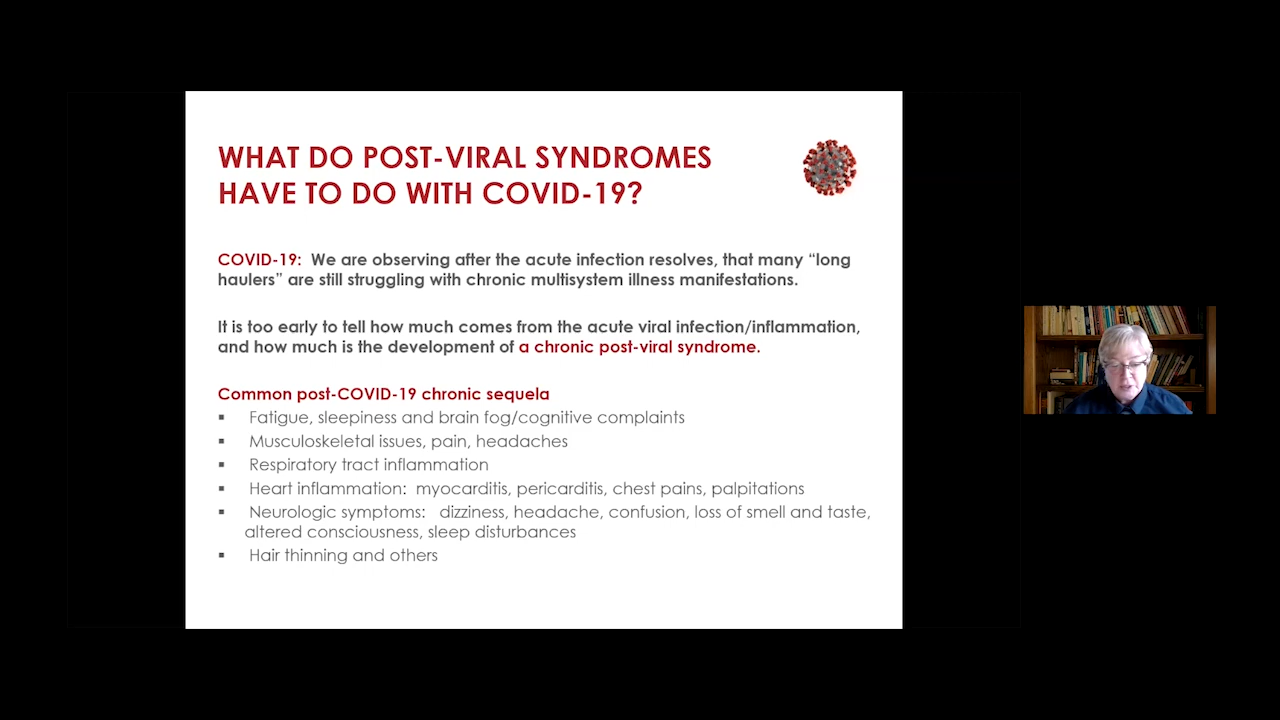 WHAT DO POST-VIRAL SYNDROMES
HAVE TO DO WITH COVID-19?
COVID-19: We are observing after the acute infection resolves, that many “long
haulers” are still struggling with chronic multisystem illness manifestations.
It is too early to tell how much comes from the acute viral infection/inflammation,
and how much is the development of a chronic post-viral syndrome.
Common post-COVID-19 chronic sequela
▪ Fatigue, sleepiness and brain fog/cognitive complaints
▪ Musculoskeletal issues, pain, headaches
▪ Respiratory tract inflammation
▪ Heart inflammation: myocarditis, pericarditis, chest pains, palpitations
▪ Neurologic symptoms: dizziness, headache, confusion, loss of smell and taste,
altered consciousness, sleep disturbances
▪ Hair thinning and others